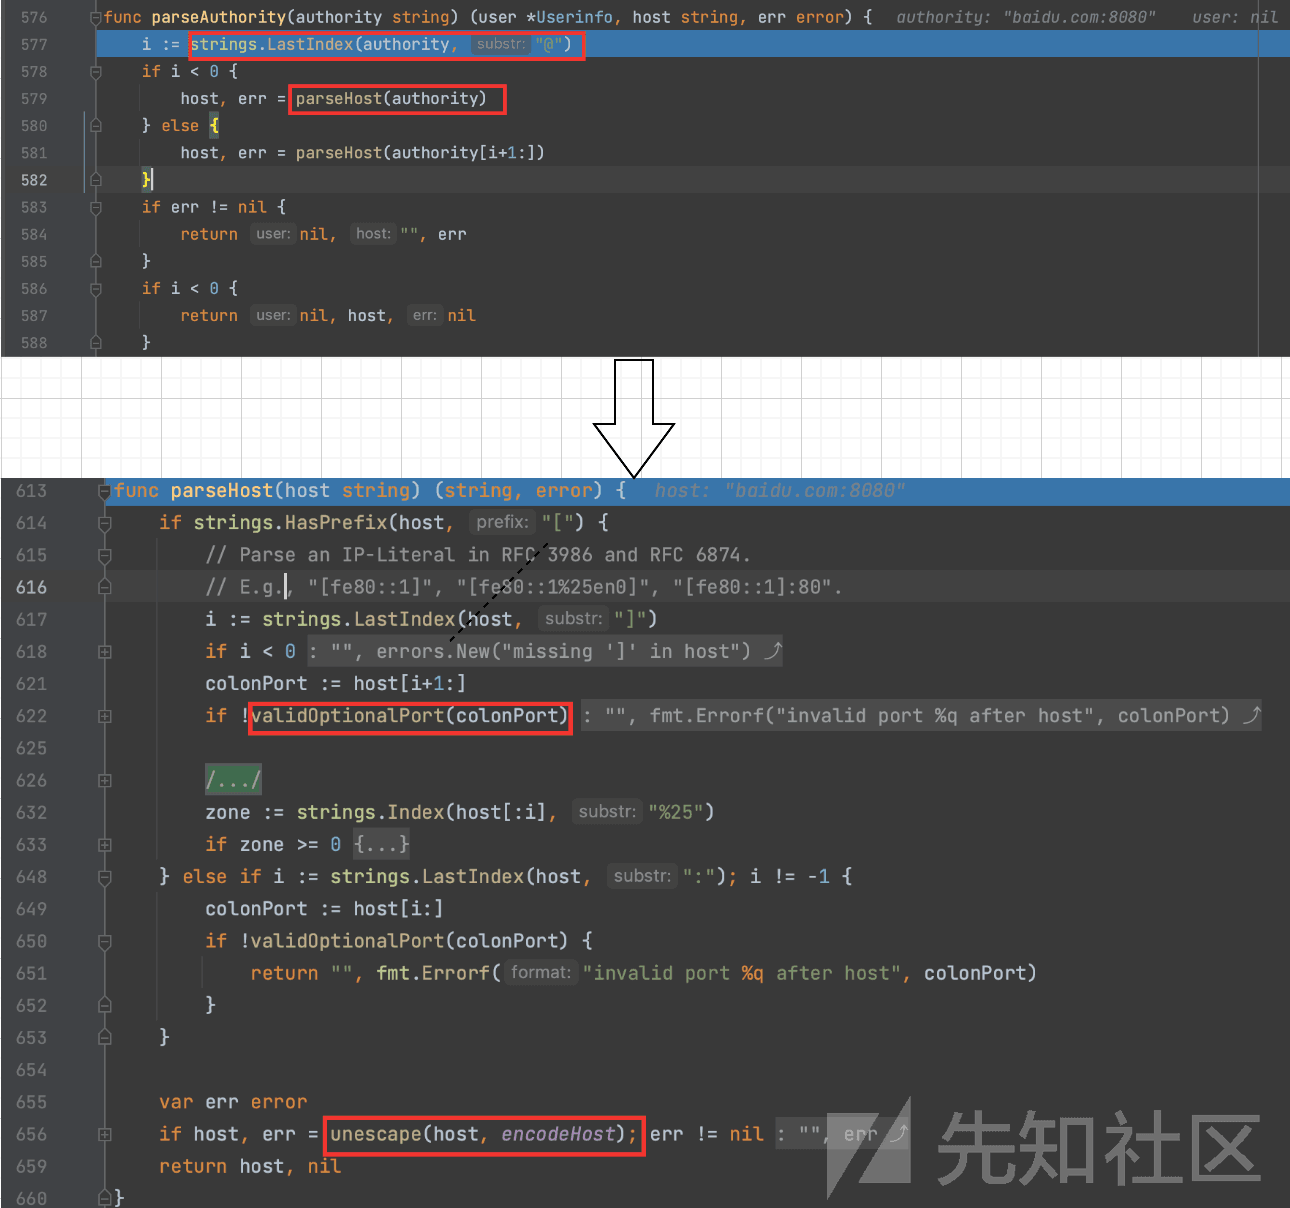 576 func parseAuthority(authority string) (user *Userinfo, host string, err error) { authority: "baidu.com:8080" user: nil
577 i := strings.LastIndex(authority, substr: "@")
578 if i < 0 {
579 host, err = parseHost(authority)
580 } else {
581 host, err = parseHost(authority[i+1:])
582 }
583 if err != nil {
584 return user: nil, host: "", err
585 }
586 if i < 0 {
587 return user: nil, host, err: nil
588 }
613 func parseHost(host string) (string, error) { host: "baidu.com:8080"
614 if strings.HasPrefix(host, prefix: "[") {
615 // Parse an IP-Literal in RFC 3986 and RFC 6874.
616 // E.g., "[fe80::1]", "[fe80::1%25en0]", "[fe80::1]:80".
617 i := strings.LastIndex(host, substr: "]")
618 if i < 0 : "", errors.New("missing ']' in host") ⤴
621 colonPort := host[i+1:]
622 if !validOptionalPort(colonPort) : "", fmt.Errorf("invalid port %q after host", colonPort) ⤴
625
626 /.../
632 zone := strings.Index(host[:i], substr: "%25")
633 if zone >= 0 {...}
648 } else if i := strings.LastIndex(host, substr: ":"); i != -1 {
649 colonPort := host[i:]
650 if !validOptionalPort(colonPort) {
651 return "", fmt.Errorf( format: "invalid port %q after host", colonPort)
652 }
653 }
654
655 var err error
656 if host, err = unescape(host, encodeHost); err != nil : "", err ⤴
659 return host, nil
660 }
先知社区